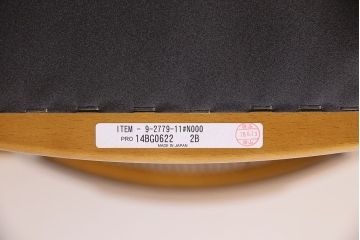 ITEM - 9-2779-11#N000
PRO 14BG0622 2B
MADE IN JAPAN